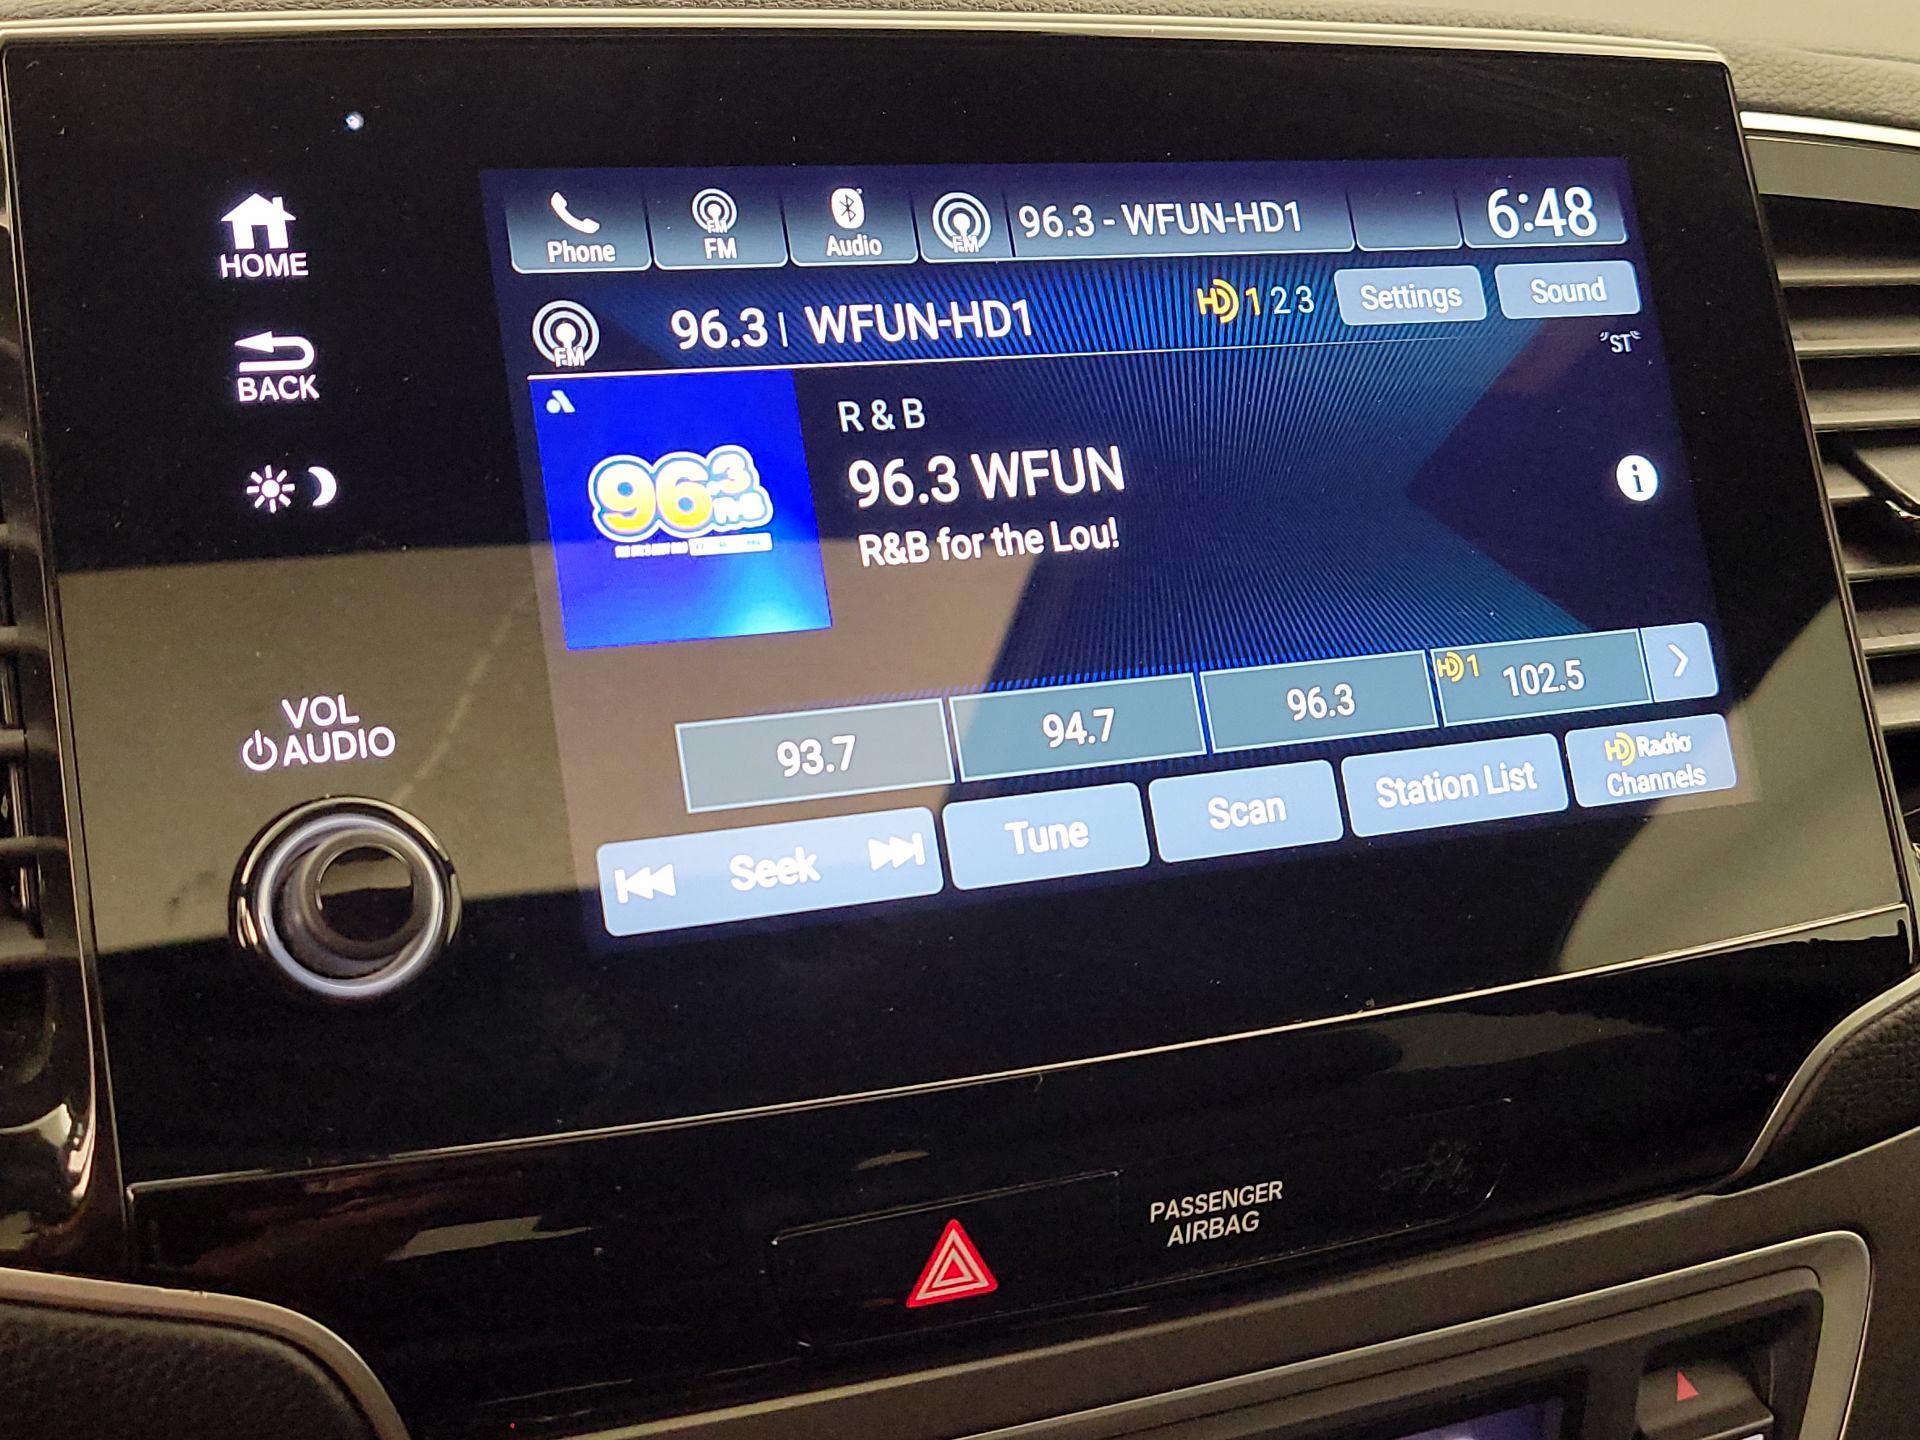 HOME
BACK
VOL
AUDIO
Phone
FM
FM
Audio
FM
96.3 - WFUN-HD1
6:48
FM
96.3 | WFUN-HD1
HD 1 2 3
Settings
Sound
ST
96.3
R & B
96.3 WFUN
R&B for the Lou!
i
93.7
94.7
96.3
HD 1
102.5
Seek
Tune
Scan
Station List
HD Radio
Channels
PASSENGER
AIRBAG
OFF